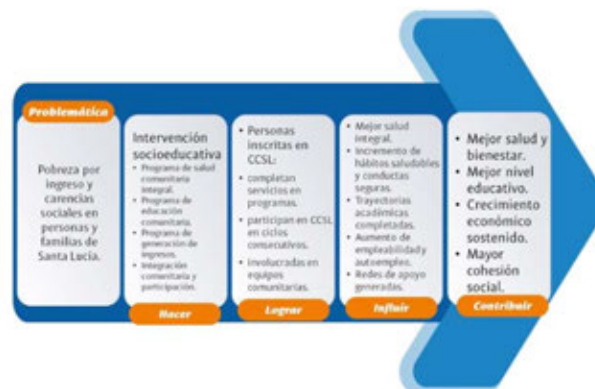 Problemática
Pobreza por
ingreso y
carencias
sociales en
personas y
familias de
Santa Lucía.
Intervención
socioeducativa
• Programa de salud
comunitaria
integral.
• Programa de
educación
comunitaria.
• Programa de
generación de
ingresos.
• Integración
comunitaria y
participación.
Hacer
• Personas
inscritas en
CCSL:
• completan
servicios en
programas.
• participan en CCSL
en ciclos
consecutivos.
• involucradas en
equipos
comunitarias.
Lograr
• Mejor salud
integral.
• Incremento de
hábitos saludables
y conductas
seguras.
• Trayectorias
académicas
completadas.
• Aumento de
empleabilidad y
autoempleo.
• Redes de apoyo
generadas.
Influir
• Mejor salud y
bienestar.
• Mejor nivel
educativo.
• Crecimiento
económico
sostenido.
• Mayor
cohesión
social.
Contribuir